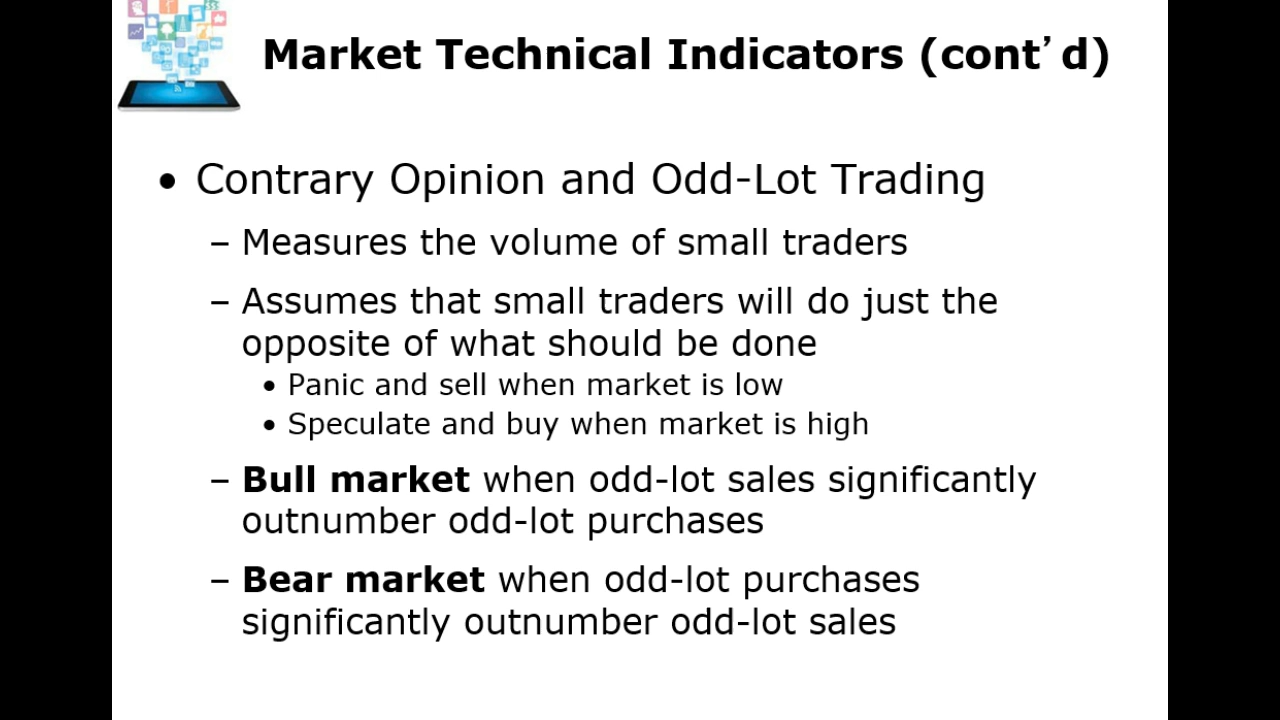 Market Technical Indicators (cont’d)
• Contrary Opinion and Odd-Lot Trading
– Measures the volume of small traders
– Assumes that small traders will do just the
opposite of what should be done
• Panic and sell when market is low
• Speculate and buy when market is high
– Bull market when odd-lot sales significantly
outnumber odd-lot purchases
– Bear market when odd-lot purchases
significantly outnumber odd-lot sales